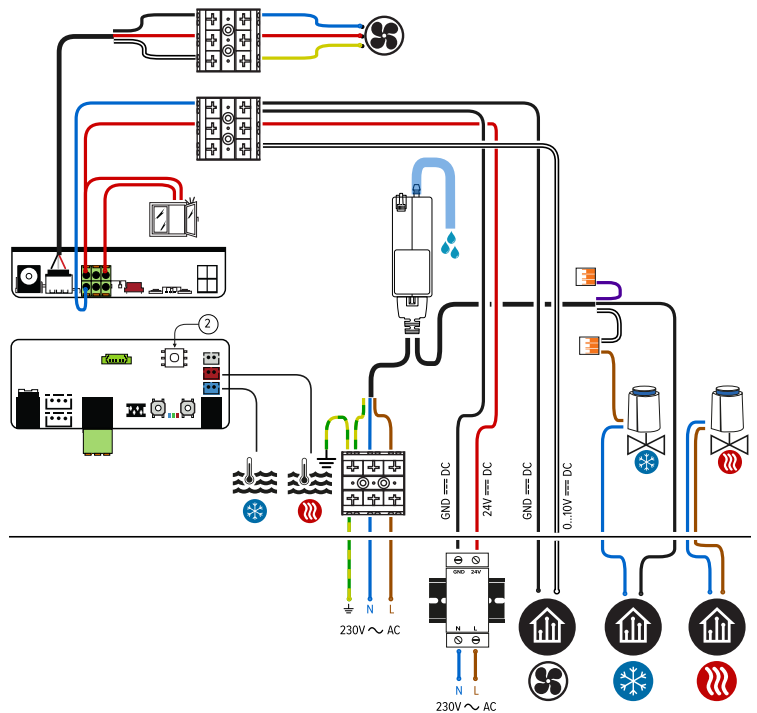 2
GND ⎓ DC
24V ⎓ DC
GND ⎓ DC
0...10V ⎓ DC
GND 24V
N L
N L
230V ~ AC
N L
230V ~ AC